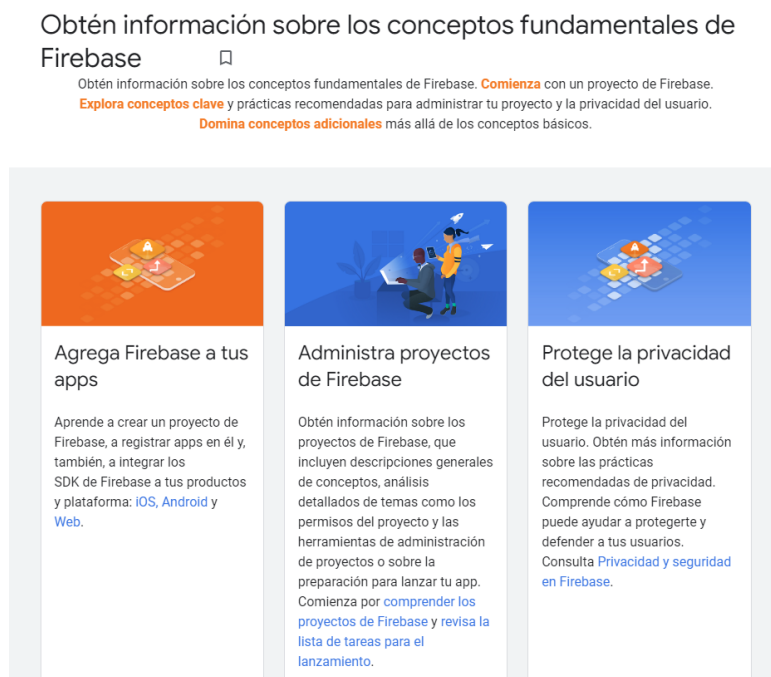 Obtén información sobre los conceptos fundamentales de
Firebase
Obtén información sobre los conceptos fundamentales de Firebase. Comienza con un proyecto de Firebase.
Explora conceptos clave y prácticas recomendadas para administrar tu proyecto y la privacidad del usuario.
Domina conceptos adicionales más allá de los conceptos básicos.
Agrega Firebase a tus
apps
Aprende a crear un proyecto de
Firebase, a registrar apps en él y,
también, a integrar los
SDK de Firebase a tus productos
y plataforma: iOS, Android y
Web.
Administra proyectos
de Firebase
Obtén información sobre los
proyectos de Firebase, que
incluyen descripciones generales
de conceptos, análisis
detallados de temas como los
permisos del proyecto y las
herramientas de administración
de proyectos o sobre la
preparación para lanzar tu app.
Comienza por comprender los
proyectos de Firebase y revisa la
lista de tareas para el
lanzamiento.
Protege la privacidad
del usuario
Protege la privacidad del
usuario. Obtén más información
sobre las prácticas
recomendadas de privacidad.
Comprende cómo Firebase
puede ayudar a protegerte y
defender a tus usuarios.
Consulta Privacidad y seguridad
en Firebase.